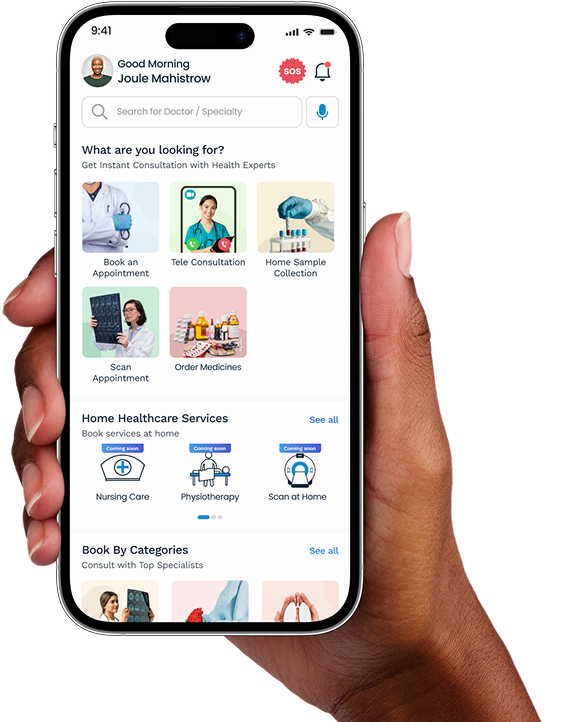 9:41
Good Morning
Joule Mahistrow
SOS
Search for Doctor / Specialty
What are you looking for?
Get Instant Consultation with Health Experts
Book an
Appointment
Tele Consultation
Home Sample
Collection
Scan
Appointment
Order Medicines
Home Healthcare Services
See all
Book services at home
Coming soon
Coming soon
Coming soon
Nursing Care
Physiotherapy
Scan at Home
Book By Categories
See all
Consult with Top Specialists